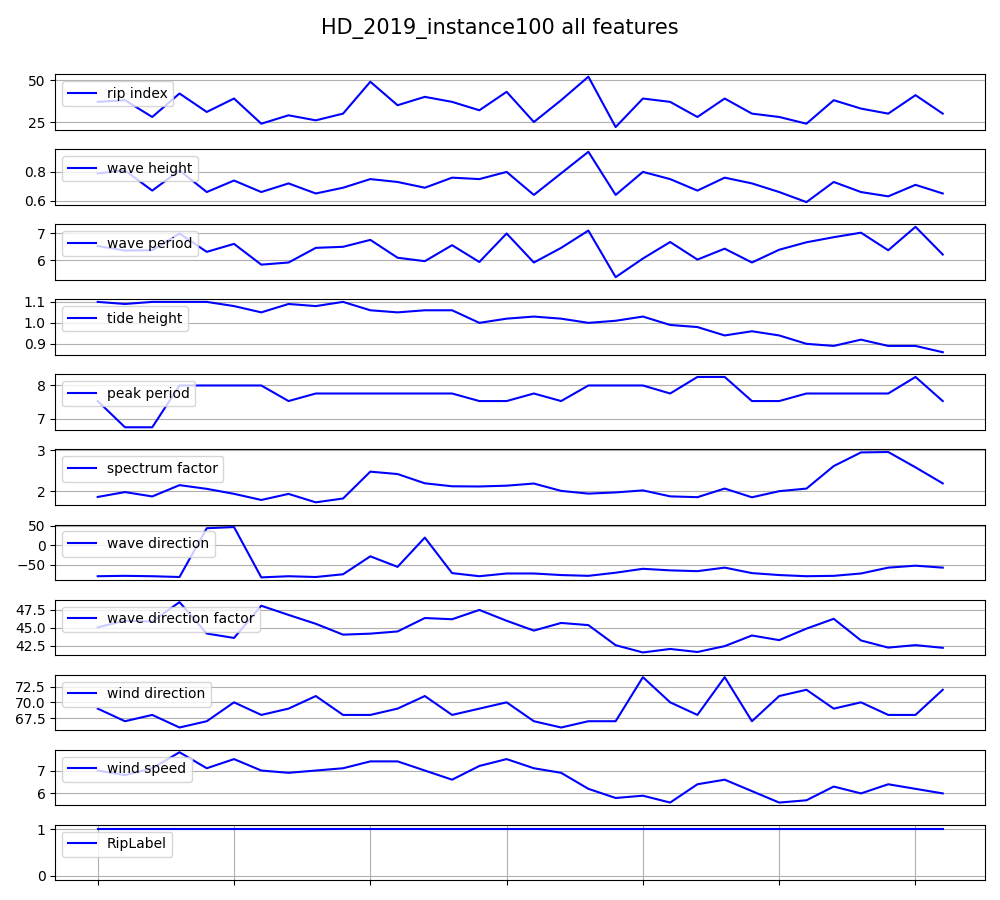 HD_2019_instance100 all features
50
25
rip index
0.8
0.6
wave height
7
6
wave period
1.1
1.0
0.9
tide height
8
7
peak period
3
2
spectrum factor
50
0
−50
wave direction
47.5
45.0
42.5
wave direction factor
72.5
70.0
67.5
wind direction
7
6
wind speed
1
0
RipLabel